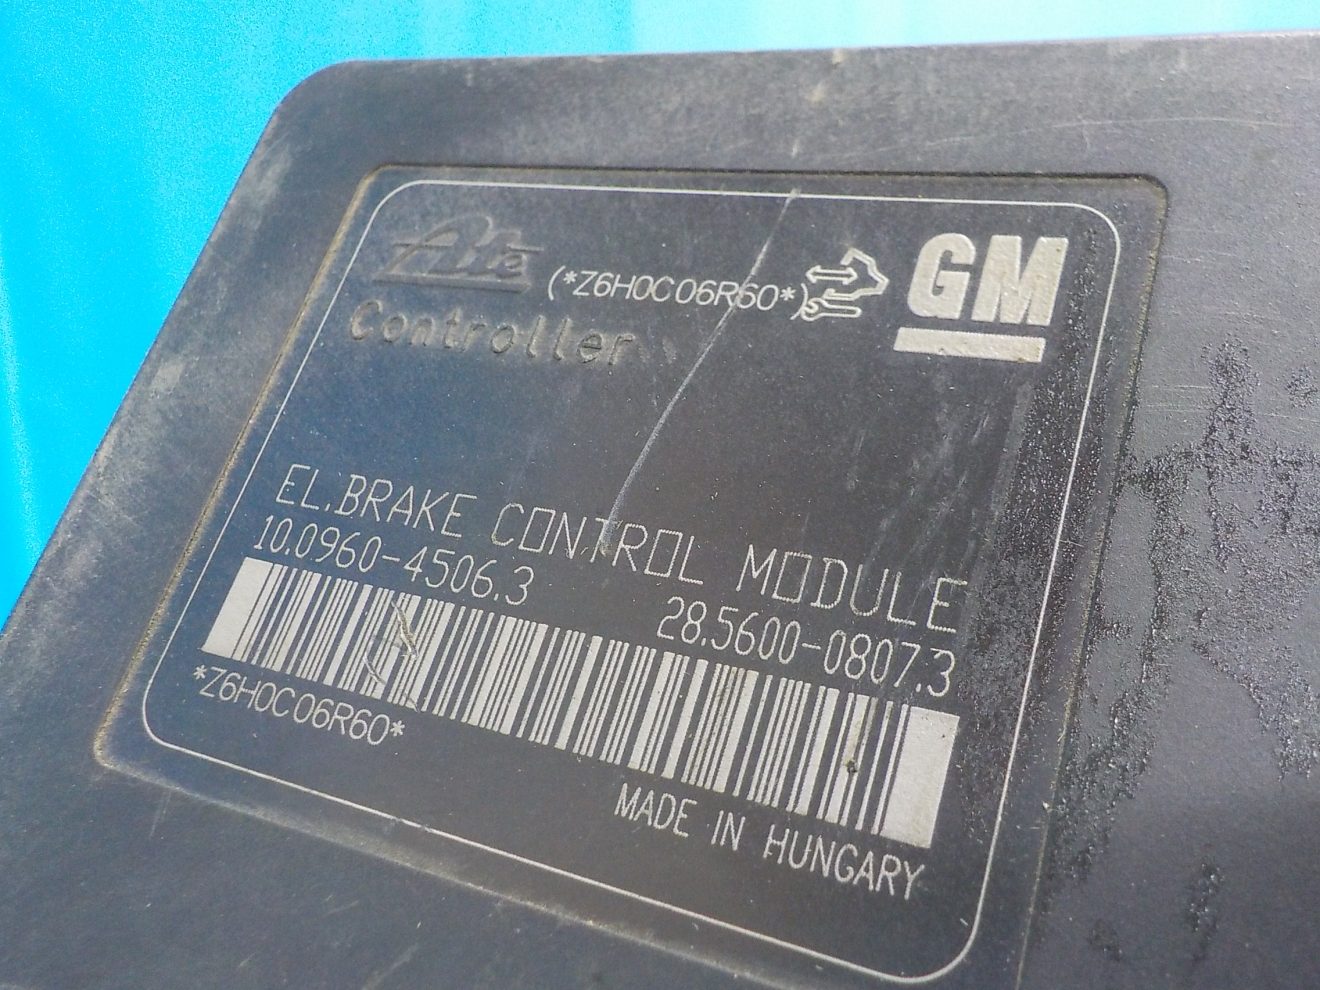 Ate
(*Z6H0C06R60*)
GM
Controller
EL.BRAKE CONTROL MODULE
10.0960-4506.3
28.5600-0807.3
*Z6H0C06R60*
MADE IN HUNGARY